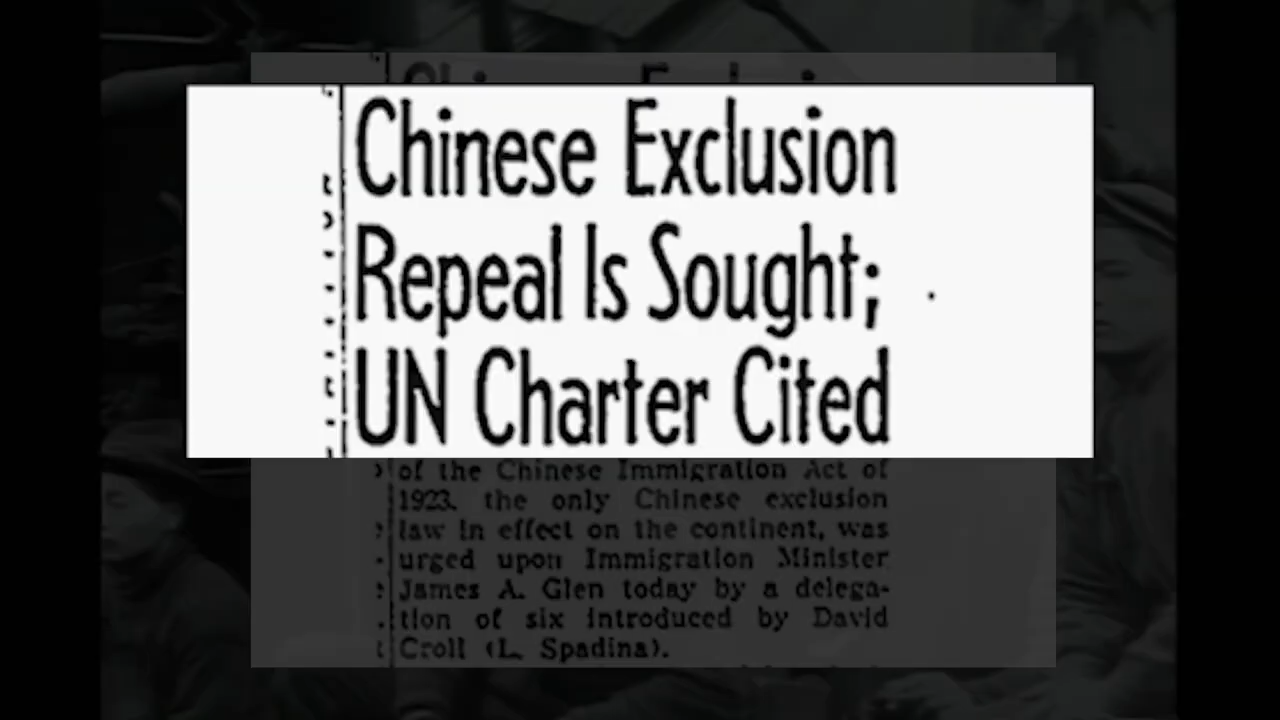 Chinese Exclusion
Repeal Is Sought;
UN Charter Cited
of the Chinese Immigration Act of
1923, the only Chinese exclusion
law in effect on the continent, was
urged upon Immigration Minister
James A. Glen today by a delega-
tion of six introduced by David
Croll (L. Spadina).